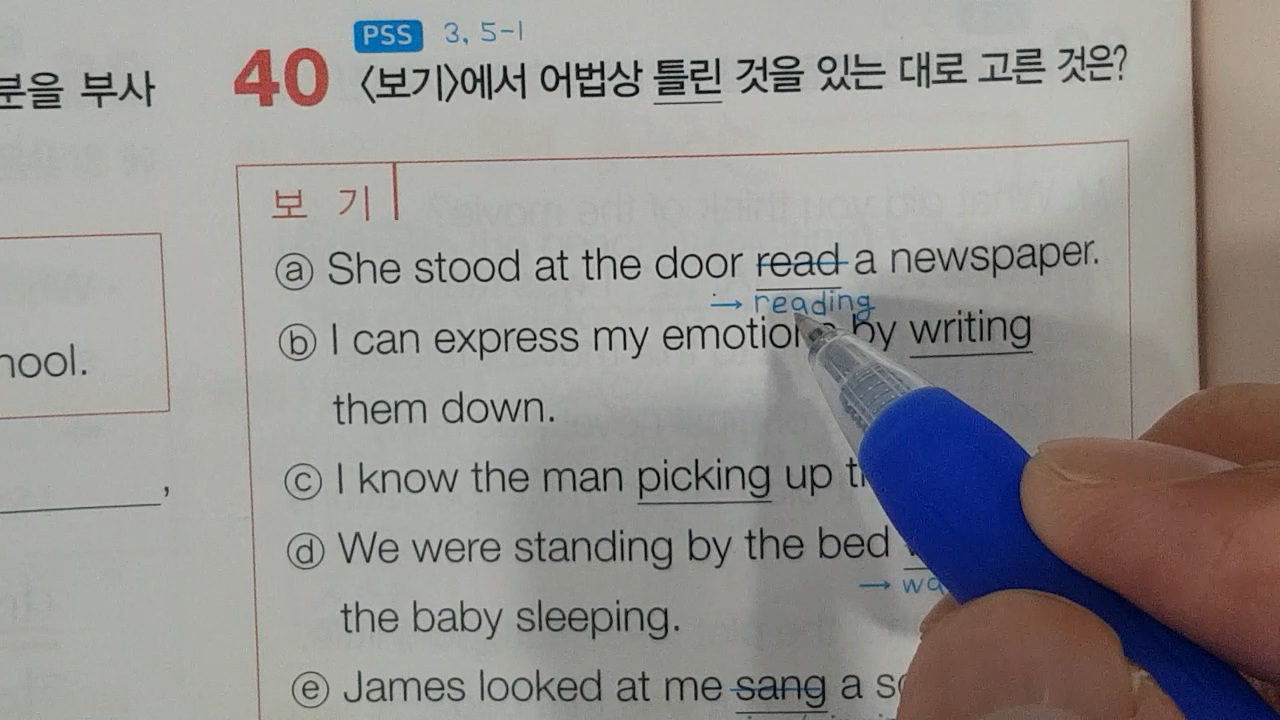 분을 부사
hool.
,
PSS 3, 5-1
40 〈보기〉에서 어법상 틀린 것을 있는 대로 고른 것은?
보 기
ⓐ She stood at the door read a newspaper.
→ reading
ⓑ I can express my by writing
them down.
ⓒ I know the man picking up
ⓓ We were standing by the bed
→
the baby sleeping.
ⓔ James looked at me sang a